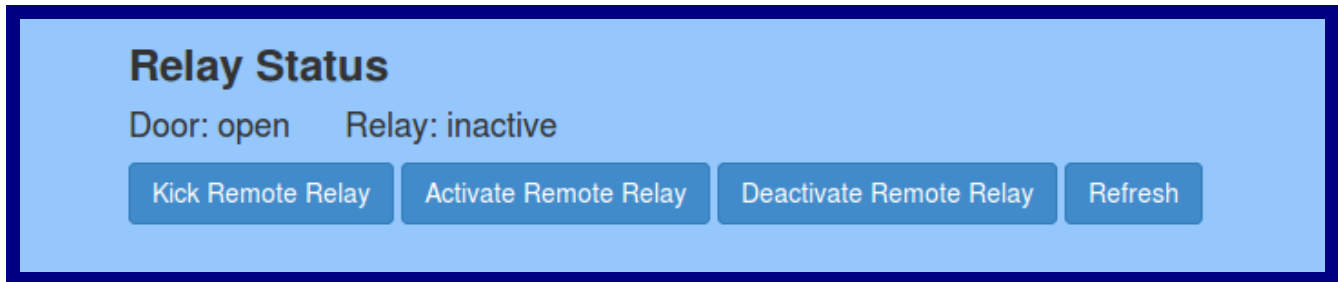 Relay Status
Door: open Relay: inactive
Kick Remote Relay Activate Remote Relay Deactivate Remote Relay Refresh